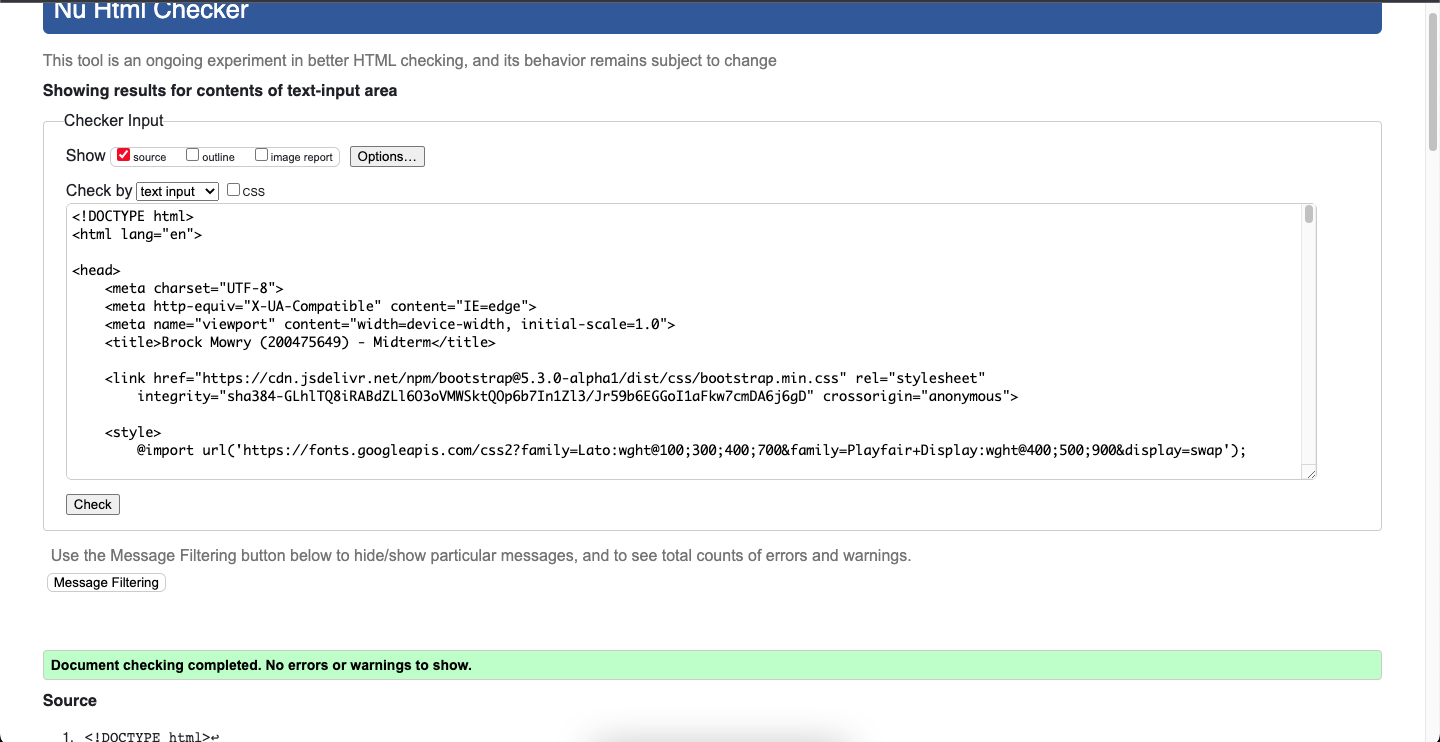 Nu Html Checker
This tool is an ongoing experiment in better HTML checking, and its behavior remains subject to change
Showing results for contents of text-input area
Checker Input
Show source outline image report Options…
Check by text input CSS
<!DOCTYPE html>
<html lang="en">
<head>
<meta charset="UTF-8">
<meta http-equiv="X-UA-Compatible" content="IE=edge">
<meta name="viewport" content="width=device-width, initial-scale=1.0">
<title>Brock Mowry (200475649) - Midterm</title>
<link href="https://cdn.jsdelivr.net/npm/bootstrap@5.3.0-alpha1/dist/css/bootstrap.min.css" rel="stylesheet"
integrity="sha384-GLhlTQ8iRABdZLl6O3oVMWSktQOp6b7In1Zl3/Jr59b6EGGoI1aFkw7cmDA6j6gD" crossorigin="anonymous">
<style>
@import url('https://fonts.googleapis.com/css2?family=Lato:wght@100;300;400;700&family=Playfair+Display:wght@400;500;900&display=swap');
Check
Use the Message Filtering button below to hide/show particular messages, and to see total counts of errors and warnings.
Message Filtering
Document checking completed. No errors or warnings to show.
Source
1. <!DOCTYPE html>↩